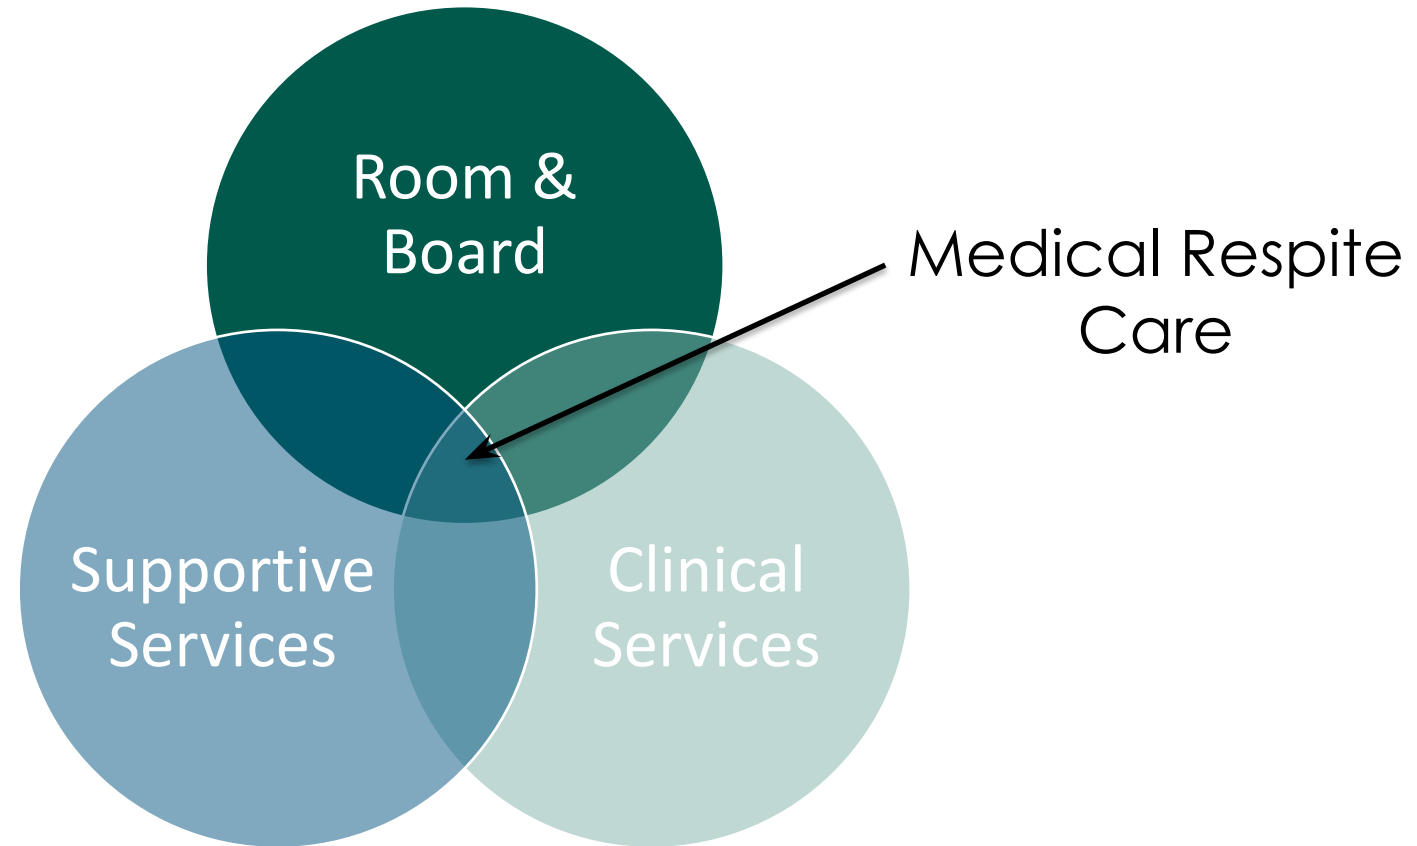 Room &
Board
Medical Respite
Care
Supportive
Services
Clinical
Services